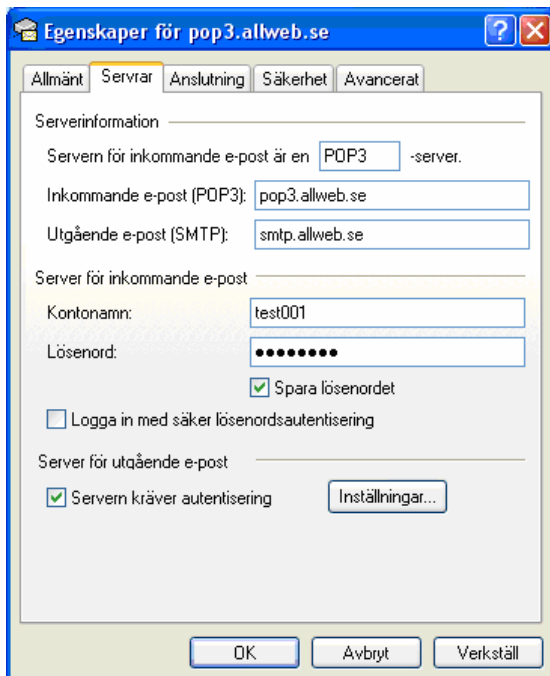 Egenskaper för pop3.allweb.se
Allmänt Servrar Anslutning Säkerhet Avancerat
Serverinformation
Servern för inkommande e-post är en POP3 -server.
Inkommande e-post (POP3): pop3.allweb.se
Utgående e-post (SMTP): smtp.allweb.se
Server för inkommande e-post
Kontonamn: test001
Lösenord: ●●●●●●●●
Spara lösenordet
Logga in med säker lösenordsautentisering
Server för utgående e-post
Servern kräver autentisering Inställningar...
OK Avbryt Verkställ